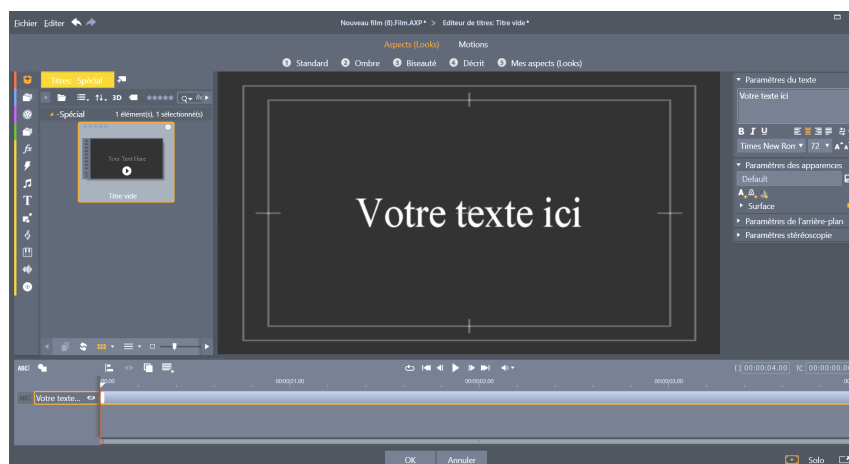 Fichier Editer
Nouveau film (8).Film.AXP* > Editeur de titres: Titre vide*
Aspects (Looks) Motions
1 Standard 2 Ombre 3 Biseauté 4 Décrit 5 Mes aspects (Looks)
Titres: -Spécial
3D
-Spécial 1 élément(s), 1 sélectionné(s)
Your Text Here
Titre vide
fx
T
Votre texte ici
Paramètres du texte
Votre texte ici
B I U
Times New Ron 72
Paramètres des apparences
Default
Surface
Paramètres de l'arrière-plan
Paramètres stéréoscopie
ABC
[] 00:00:04.00 TC 00:00:00.0
00:00:01.00 00:00:02.00 00:00:03.00
ABC Votre texte...
OK Annuler
Solo